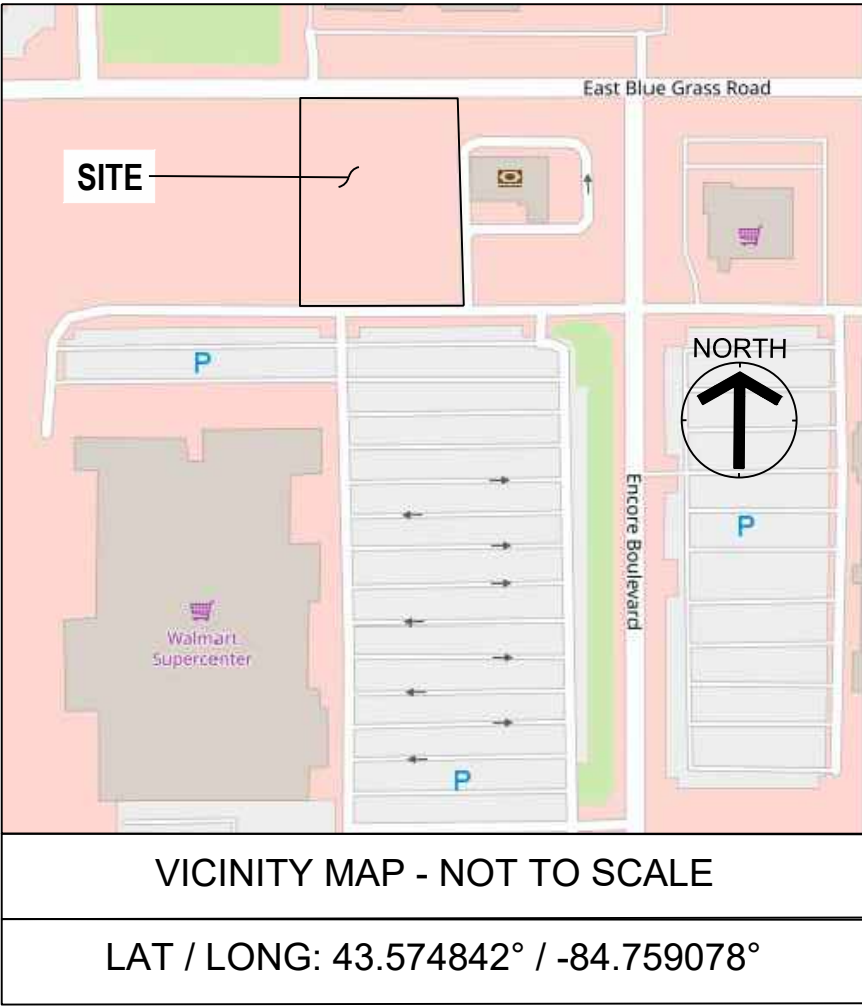 East Blue Grass Road
SITE
NORTH
P
Encore Boulevard
P
Walmart
Supercenter
P
VICINITY MAP - NOT TO SCALE
LAT / LONG: 43.574842° / -84.759078°